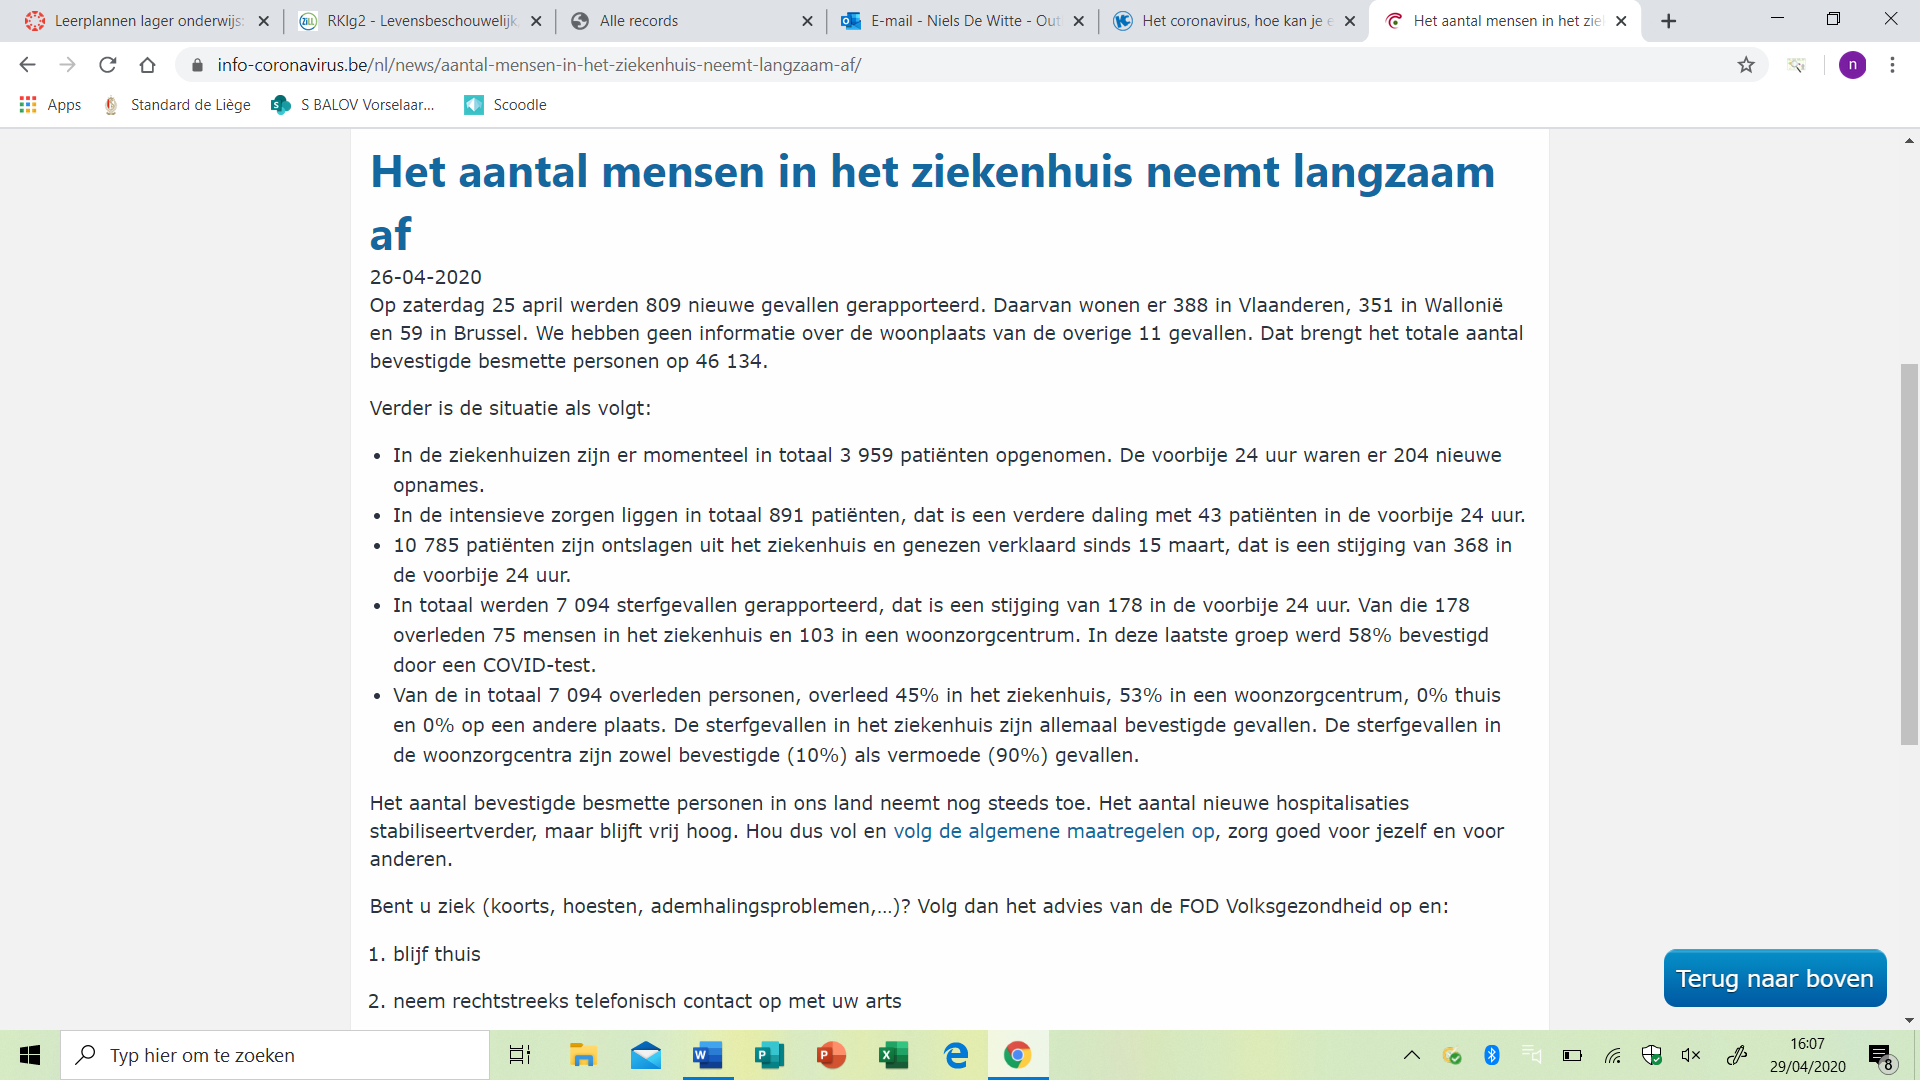 Leerplannen lager onderwijs:
RKlg2 - Levensbeschouwelijk,
Alle records
E-mail - Niels De Witte - Out
Het coronavirus, hoe kan je e
Het aantal mensen in het ziek
info-coronavirus.be/nl/news/aantal-mensen-in-het-ziekenhuis-neemt-langzaam-af/
n
Apps
Standard de Liège
S BALOV Vorselaar...
Scoodle
Het aantal mensen in het ziekenhuis neemt langzaam
af
26-04-2020
Op zaterdag 25 april werden 809 nieuwe gevallen gerapporteerd. Daarvan wonen er 388 in Vlaanderen, 351 in Wallonië
en 59 in Brussel. We hebben geen informatie over de woonplaats van de overige 11 gevallen. Dat brengt het totale aantal
bevestigde besmette personen op 46 134.
Verder is de situatie als volgt:
• In de ziekenhuizen zijn er momenteel in totaal 3 959 patiënten opgenomen. De voorbije 24 uur waren er 204 nieuwe
opnames.
• In de intensieve zorgen liggen in totaal 891 patiënten, dat is een verdere daling met 43 patiënten in de voorbije 24 uur.
• 10 785 patiënten zijn ontslagen uit het ziekenhuis en genezen verklaard sinds 15 maart, dat is een stijging van 368 in
de voorbije 24 uur.
• In totaal werden 7 094 sterfgevallen gerapporteerd, dat is een stijging van 178 in de voorbije 24 uur. Van die 178
overleden 75 mensen in het ziekenhuis en 103 in een woonzorgcentrum. In deze laatste groep werd 58% bevestigd
door een COVID-test.
• Van de in totaal 7 094 overleden personen, overleed 45% in het ziekenhuis, 53% in een woonzorgcentrum, 0% thuis
en 0% op een andere plaats. De sterfgevallen in het ziekenhuis zijn allemaal bevestigde gevallen. De sterfgevallen in
de woonzorgcentra zijn zowel bevestigde (10%) als vermoede (90%) gevallen.
Het aantal bevestigde besmette personen in ons land neemt nog steeds toe. Het aantal nieuwe hospitalisaties
stabiliseertverder, maar blijft vrij hoog. Hou dus vol en volg de algemene maatregelen op, zorg goed voor jezelf en voor
anderen.
Bent u ziek (koorts, hoesten, ademhalingsproblemen,...)? Volg dan het advies van de FOD Volksgezondheid op en:
1. blijf thuis
2. neem rechtstreeks telefonisch contact op met uw arts
Terug naar boven
Typ hier om te zoeken
16:07
29/04/2020
8